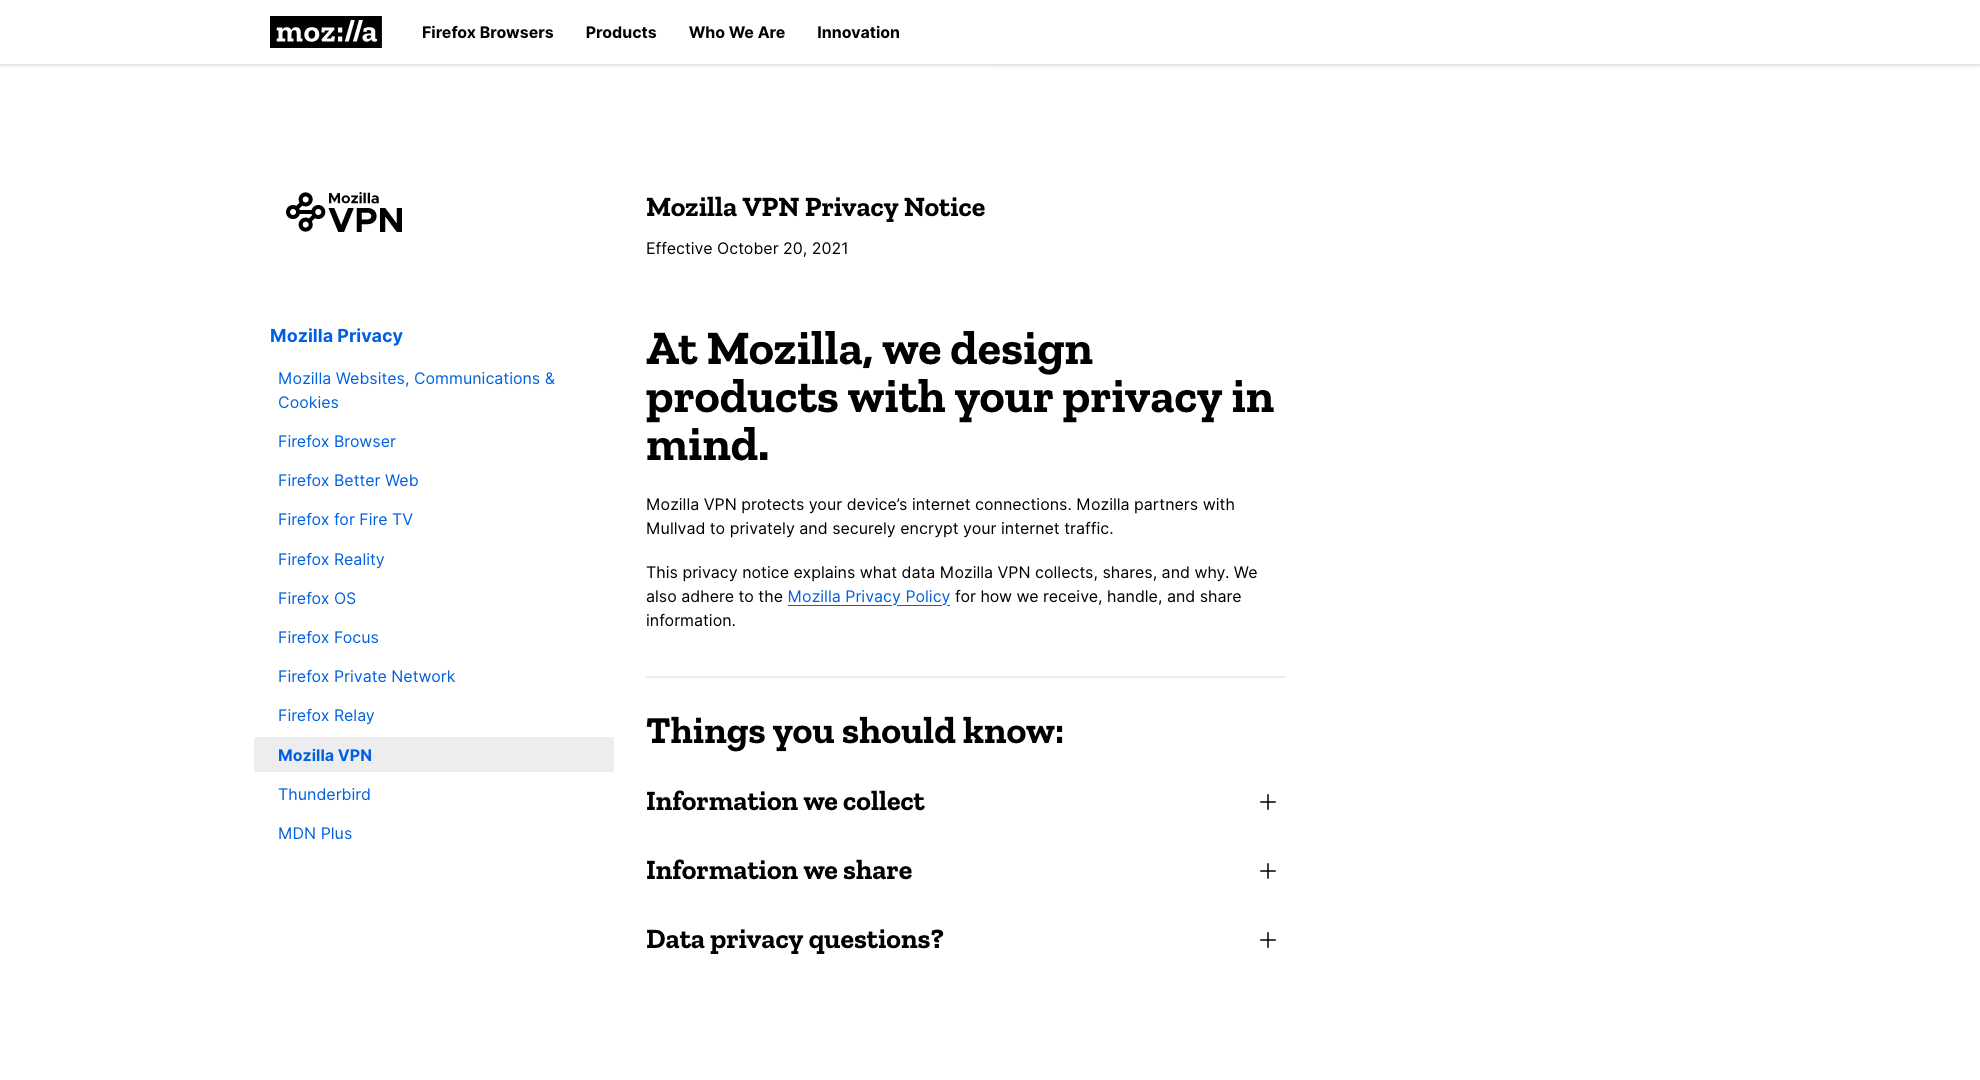 moz://a
Firefox Browsers
Products
Who We Are
Innovation
Mozilla
VPN
Mozilla Privacy
Mozilla Websites, Communications &
Cookies
Firefox Browser
Firefox Better Web
Firefox for Fire TV
Firefox Reality
Firefox OS
Firefox Focus
Firefox Private Network
Firefox Relay
Mozilla VPN
Thunderbird
MDN Plus
Mozilla VPN Privacy Notice
Effective October 20, 2021
At Mozilla, we design
products with your privacy in
mind.
Mozilla VPN protects your device’s internet connections. Mozilla partners with
Mullvad to privately and securely encrypt your internet traffic.
This privacy notice explains what data Mozilla VPN collects, shares, and why. We
also adhere to the Mozilla Privacy Policy for how we receive, handle, and share
information.
Things you should know:
Information we collect
Information we share
Data privacy questions?